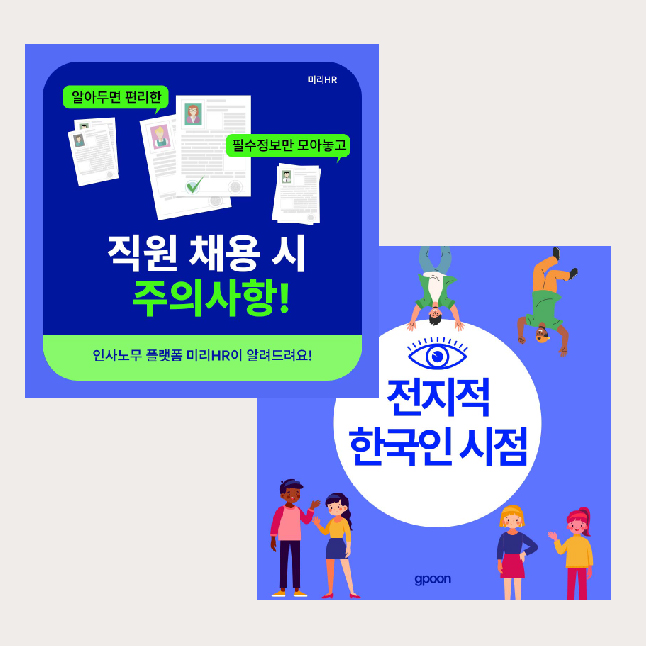 미리HR
알아두면 편리한
필수정보만 모아놓고
직원 채용 시
주의사항!
인사노무 플랫폼 미리HR이 알려드려요!
전지적
한국인 시점
gpoon